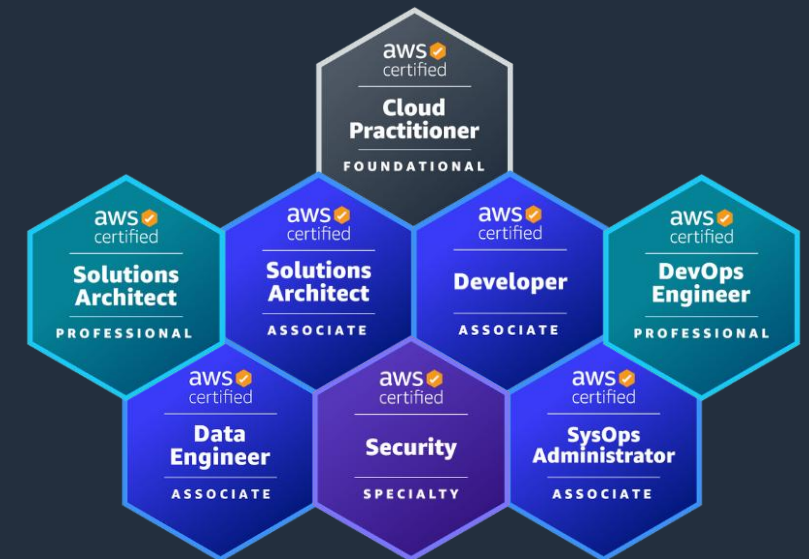 aws
certified
Cloud
Practitioner
FOUNDATIONAL
aws
certified
Solutions
Architect
PROFESSIONAL
aws
certified
Solutions
Architect
ASSOCIATE
aws
certified
Developer
ASSOCIATE
aws
certified
DevOps
Engineer
PROFESSIONAL
aws
certified
Data
Engineer
ASSOCIATE
aws
certified
Security
SPECIALTY
aws
certified
SysOps
Administrator
ASSOCIATE